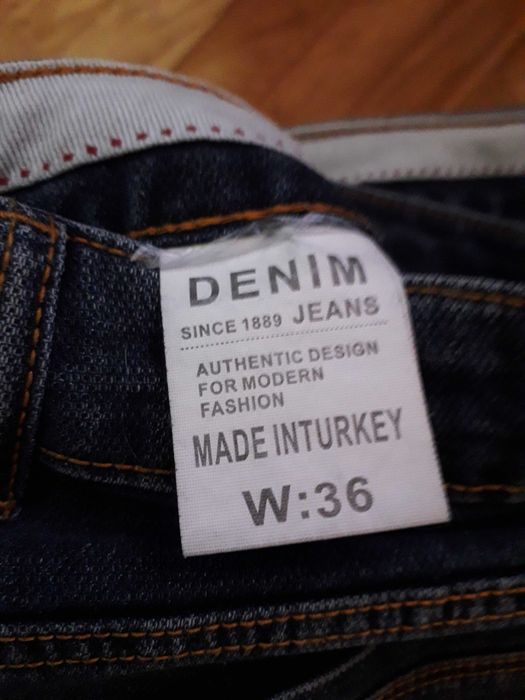 DENIM
SINCE 1889 JEANS
AUTHENTIC DESIGN
FOR MODERN
FASHION
MADE INTURKEY
W:36